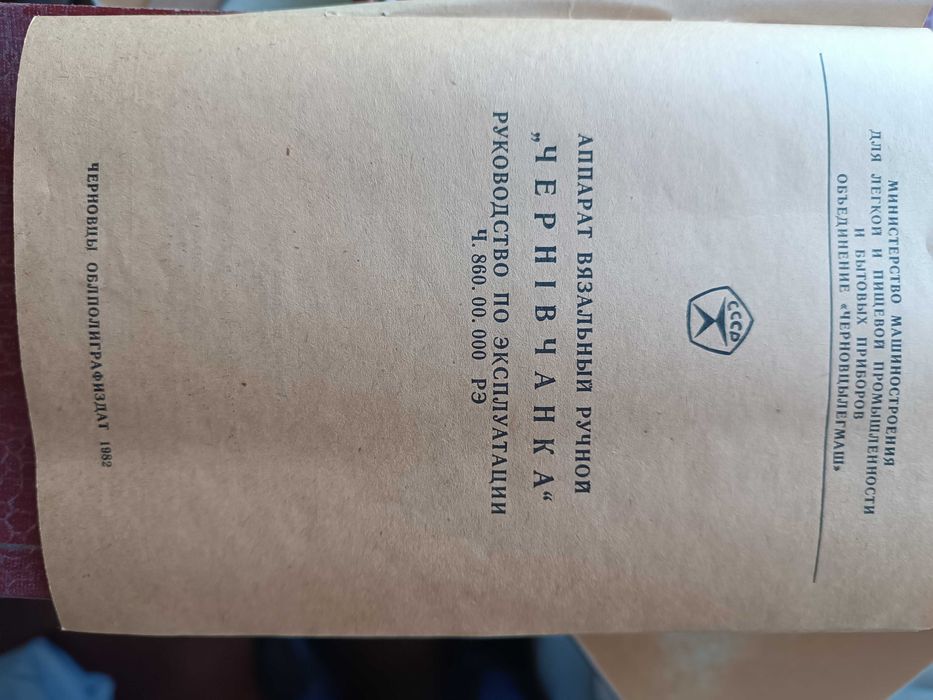 МИНИСТЕРСТВО МАШИНОСТРОЕНИЯ
ДЛЯ ЛЕГКОЙ И ПИЩЕВОЙ ПРОМЫШЛЕННОСТИ
И БЫТОВЫХ ПРИБОРОВ
ОБЪЕДИНЕНИЕ «ЧЕРНОВЦЫЛЕГМАШ»
СССР
АППАРАТ ВЯЗАЛЬНЫЙ РУЧНОЙ
„ЧЕРНІВЧАНКА“
РУКОВОДСТВО ПО ЭКСПЛУАТАЦИИ
Ч. 860. 00. 000 РЭ
ЧЕРНОВЦЫ ОБЛПОЛИГРАФИЗДАТ 1982